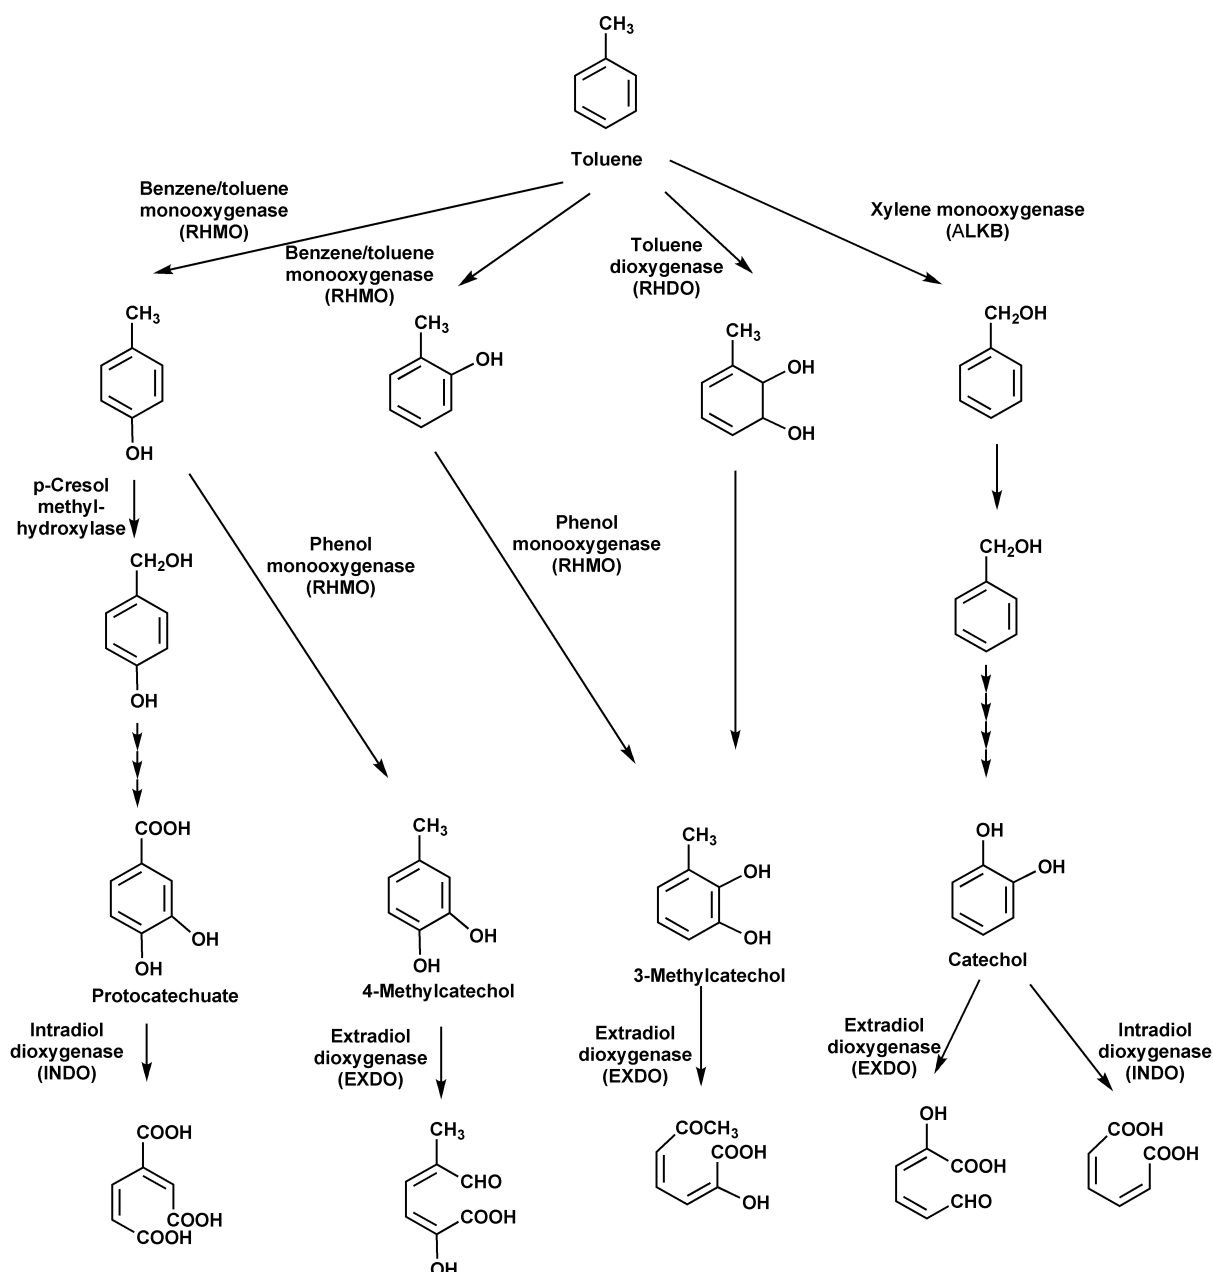 CH3
Toluene
Benzene/toluene
monooxygenase
(RHMO)
Benzene/toluene
monooxygenase
(RHMO)
Toluene
dioxygenase
(RHDO)
Xylene monooxygenase
(ALKB)
CH3
OH
CH3
OH
CH3
OH
OH
CH2OH
p-Cresol
methyl-
hydroxylase
Phenol
monooxygenase
(RHMO)
Phenol
monooxygenase
(RHMO)
CH2OH
OH
CH2OH
COOH
OH
OH
Protocatechuate
CH3
OH
OH
4-Methylcatechol
CH3
OH
OH
3-Methylcatechol
OH
OH
Catechol
Intradiol
dioxygenase
(INDO)
Extradiol
dioxygenase
(EXDO)
Extradiol
dioxygenase
(EXDO)
Extradiol
dioxygenase
(EXDO)
Intradiol
dioxygenase
(INDO)
COOH
COOH
COOH
CH3
CHO
COOH
OH
COCH3
COOH
OH
OH
COOH
CHO
COOH
COOH